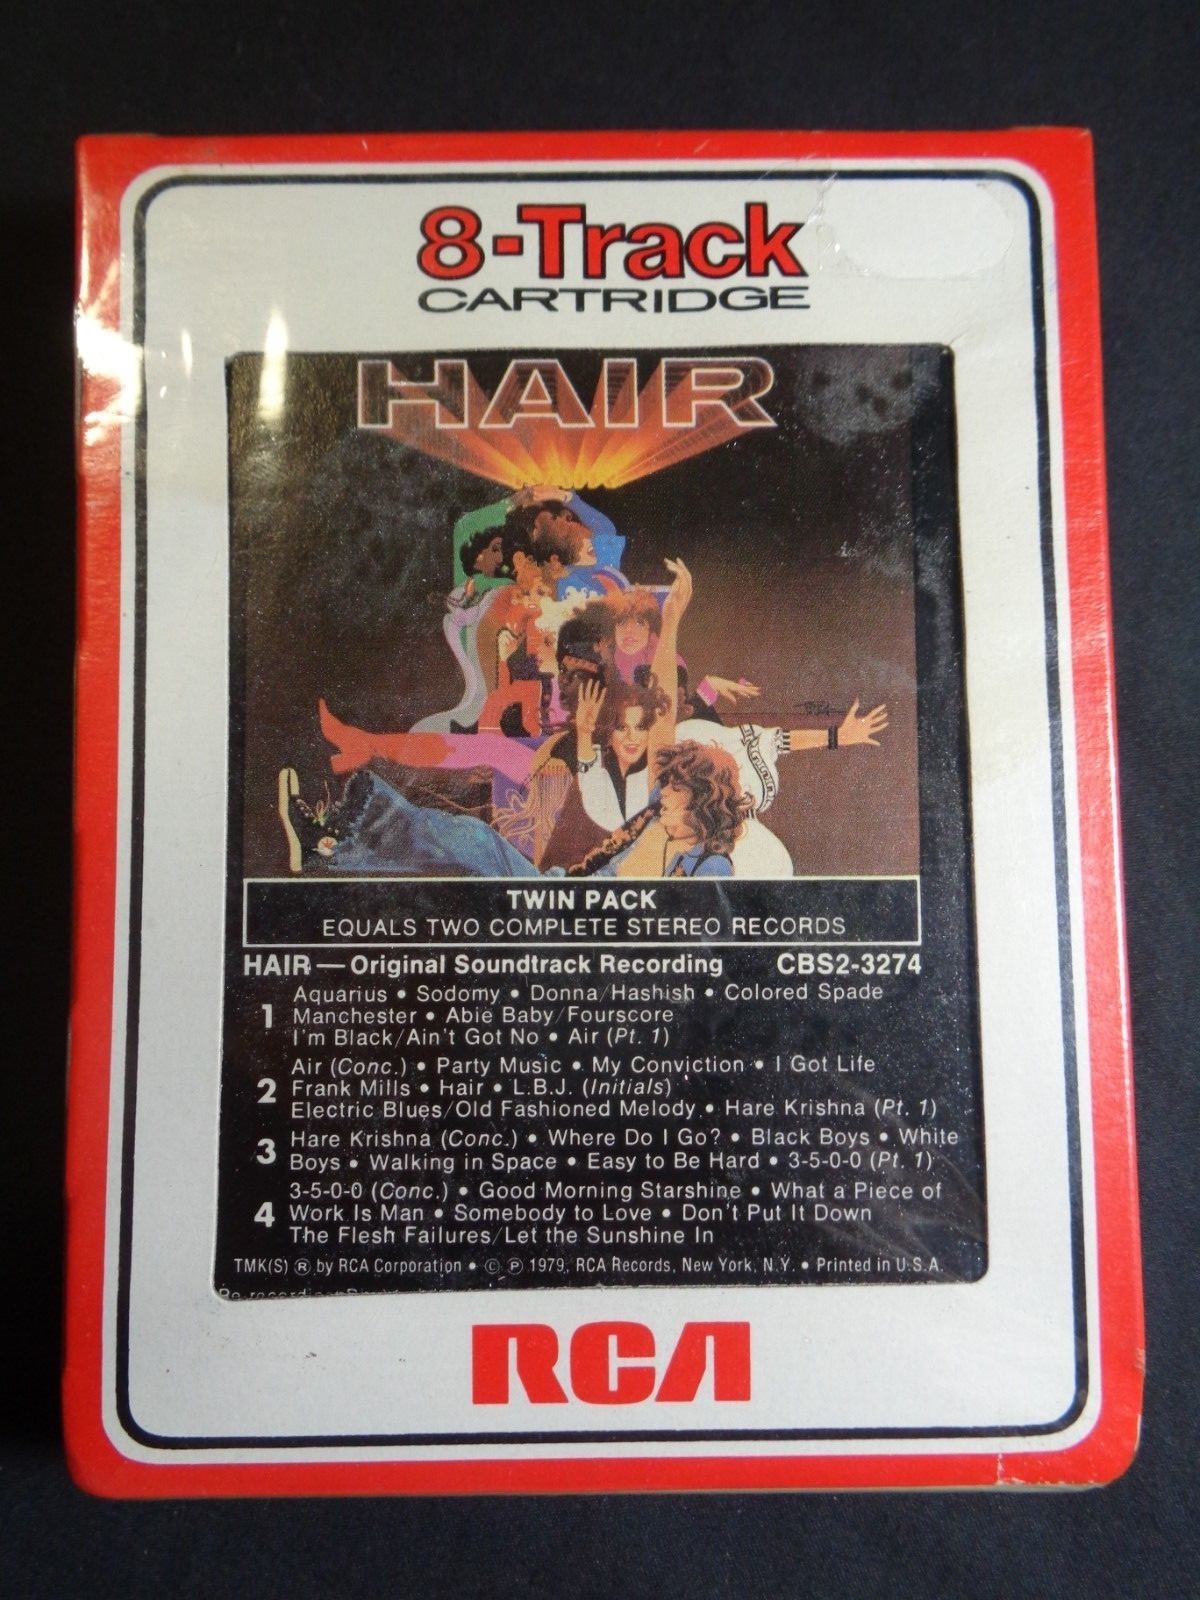 8-Track
CARTRIDGE
HAIR
TWIN PACK
EQUALS TWO COMPLETE STEREO RECORDS
HAIR — Original Soundtrack Recording CBS2-3274
1 Aquarius • Sodomy • Donna/Hashish • Colored Spade
Manchester • Abie Baby/Fourscore
I'm Black/Ain't Got No • Air (Pt. 1)
2 Air (Conc.) • Party Music • My Conviction • I Got Life
Frank Mills • Hair • L.B.J. (Initials)
Electric Blues/Old Fashioned Melody • Hare Krishna (Pt. 1)
3 Hare Krishna (Conc.) • Where Do I Go? • Black Boys • White
Boys • Walking in Space • Easy to Be Hard • 3-5-0-0 (Pt. 1)
4 3-5-0-0 (Conc.) • Good Morning Starshine • What a Piece of
Work Is Man • Somebody to Love • Don't Put It Down
The Flesh Failures/Let the Sunshine In
TMK(S) ® by RCA Corporation • © ℗ 1979, RCA Records, New York, N.Y. • Printed in U.S.A.
RCA